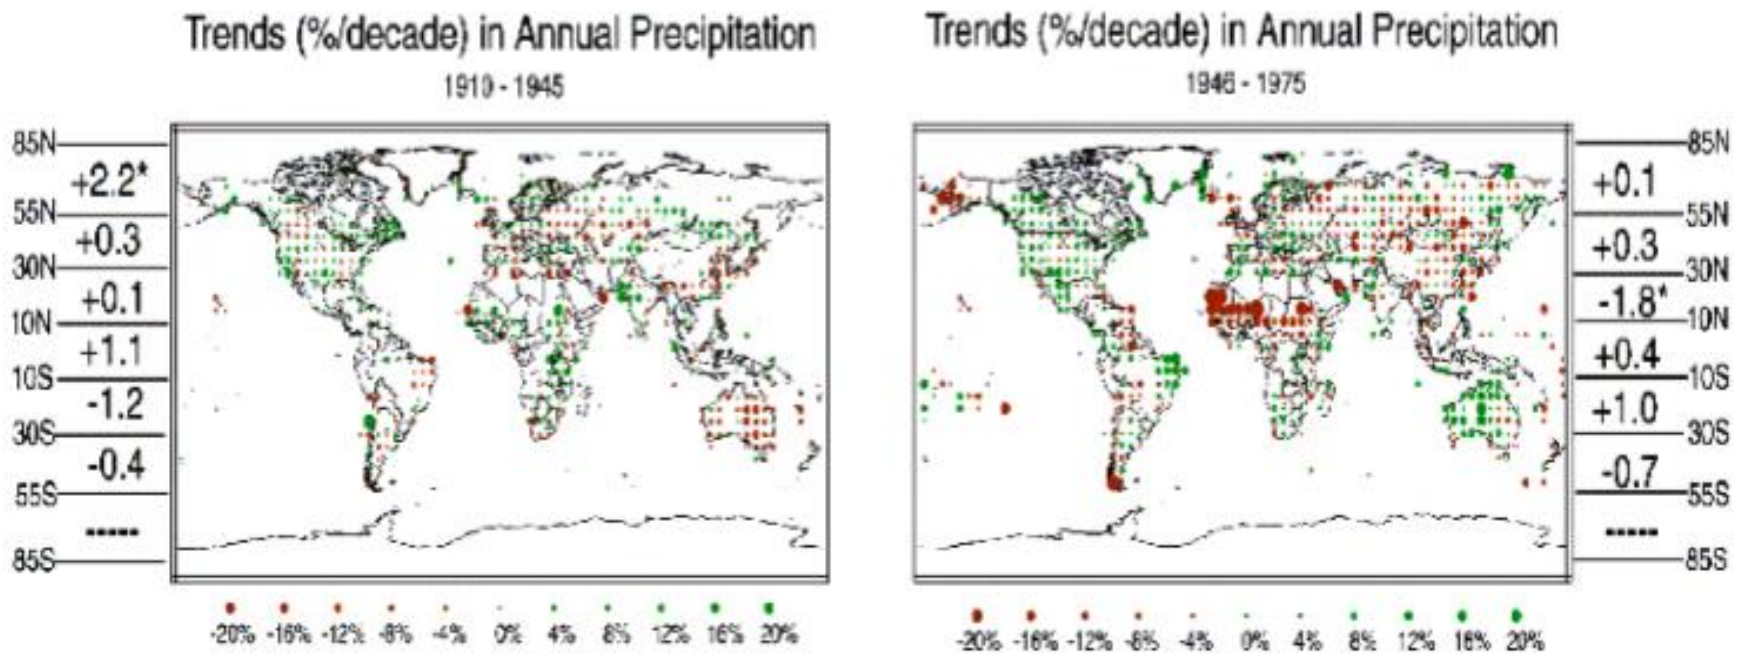 Trends (%/decade) in Annual Precipitation
1910 - 1945
85N
+2.2*
55N
+0.3
30N
+0.1
10N
+1.1
10S
-1.2
30S
-0.4
55S
-----
85S
-20% -16% -12% -8% -4% 0% 4% 8% 12% 16% 20%
Trends (%/decade) in Annual Precipitation
1946 - 1975
85N
+0.1
55N
+0.3
30N
-1.8*
10N
+0.4
10S
+1.0
30S
-0.7
55S
-----
85S
-20% -16% -12% -8% -4% 0% 4% 8% 12% 16% 20%